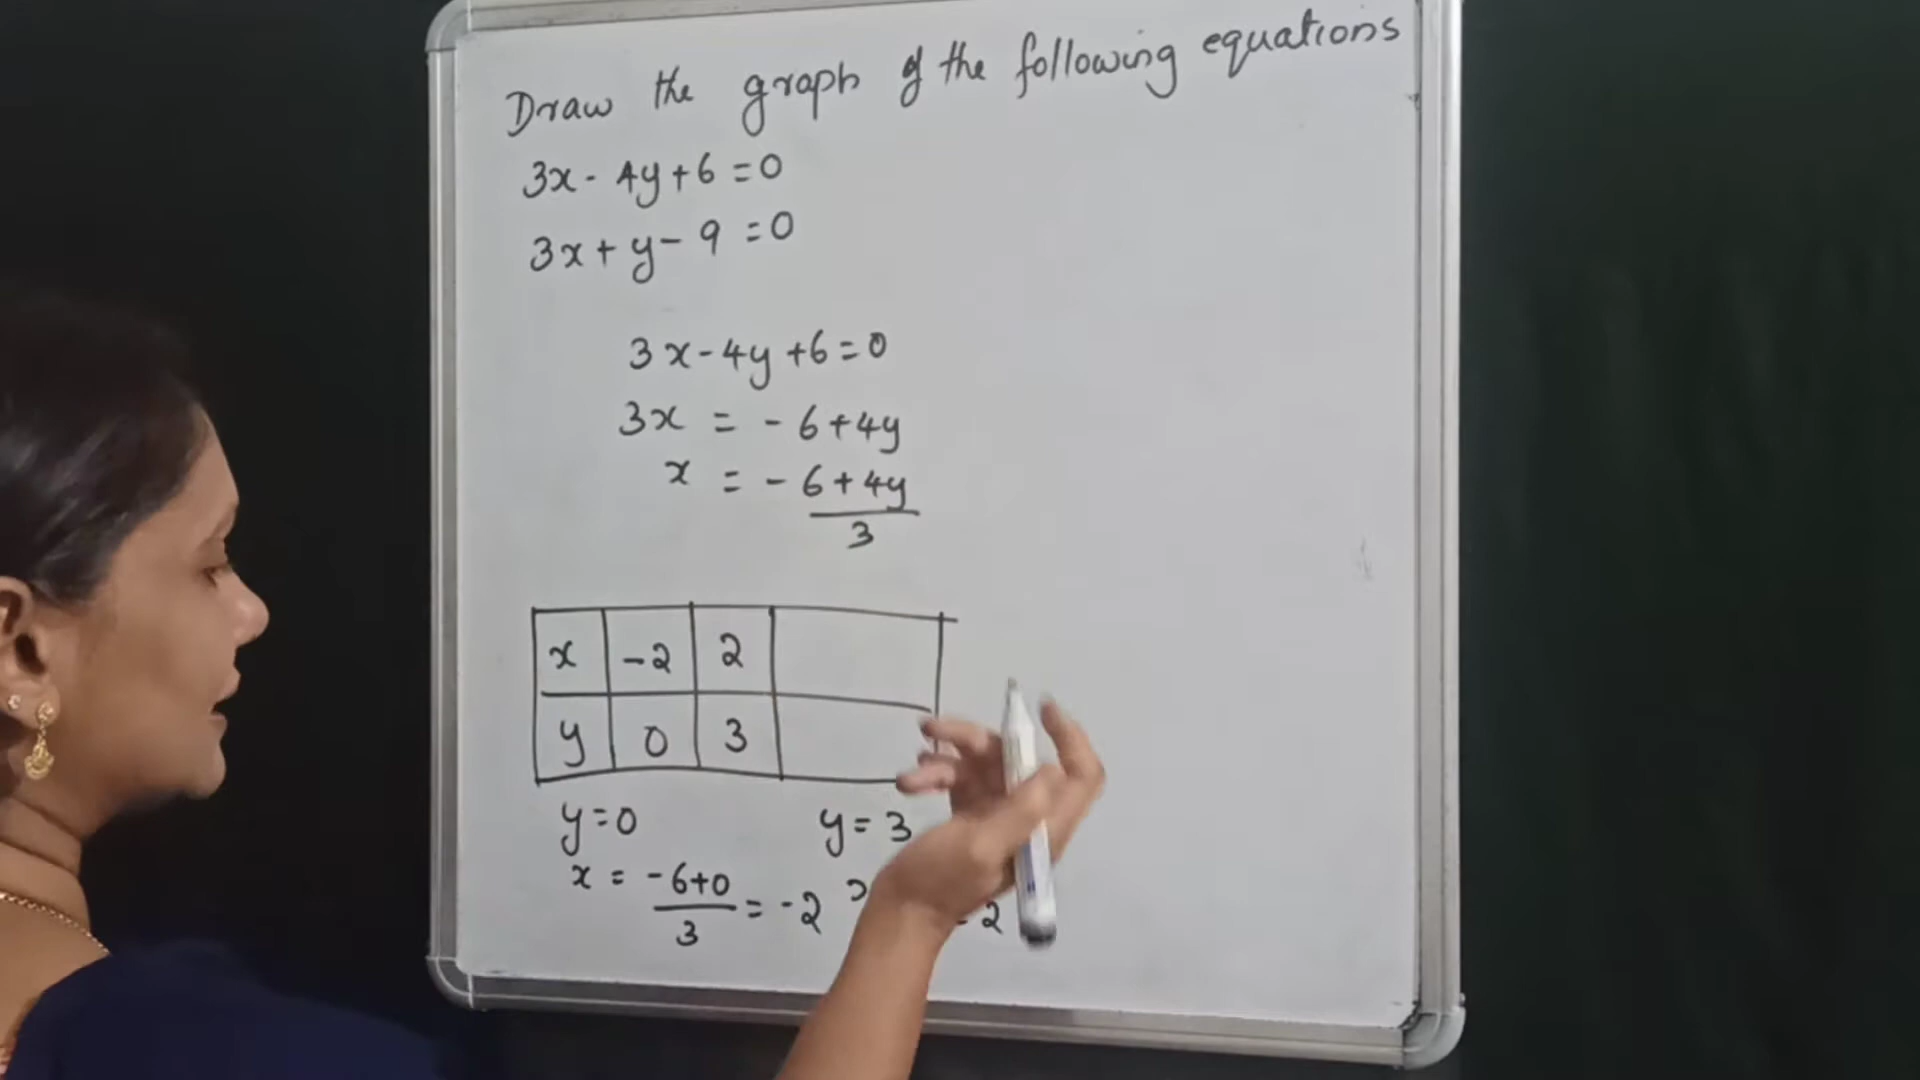 Draw the graph of the following equations
3x - 4y + 6 = 0
3x + y - 9 = 0
3x - 4y + 6 = 0
3x = - 6 + 4y
x = - 6 + 4y
3
x -2 2
y 0 3
y = 0 y = 3
x = -6+0 = -2 2
3